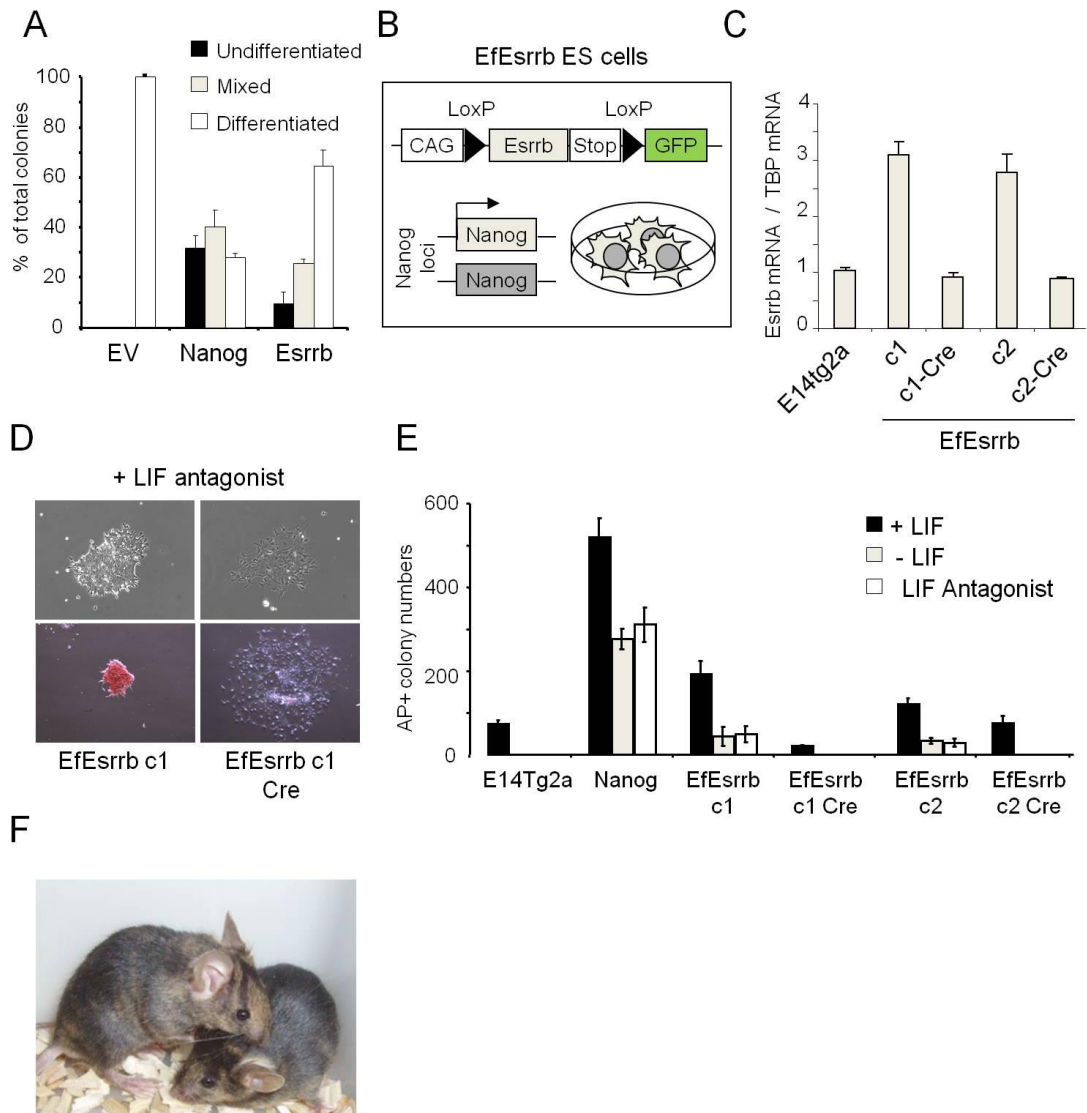 A
Undifferentiated
Mixed
Differentiated
% of total colonies
100
80
60
40
20
0
EV Nanog Esrrb
B
EfEsrrb ES cells
LoxP LoxP
CAG Esrrb Stop GFP
Nanog loci
Nanog
Nanog
C
Esrrb mRNA / TBP mRNA
4
3
2
1
0
E14tg2a c1 c1-Cre c2 c2-Cre
EfEsrrb
D
+ LIF antagonist
EfEsrrb c1 EfEsrrb c1
Cre
E
AP+ colony numbers
600
400
200
0
+ LIF
- LIF
LIF Antagonist
E14Tg2a Nanog EfEsrrb EfEsrrb EfEsrrb EfEsrrb
c1 c1 Cre c2 c2 Cre
F